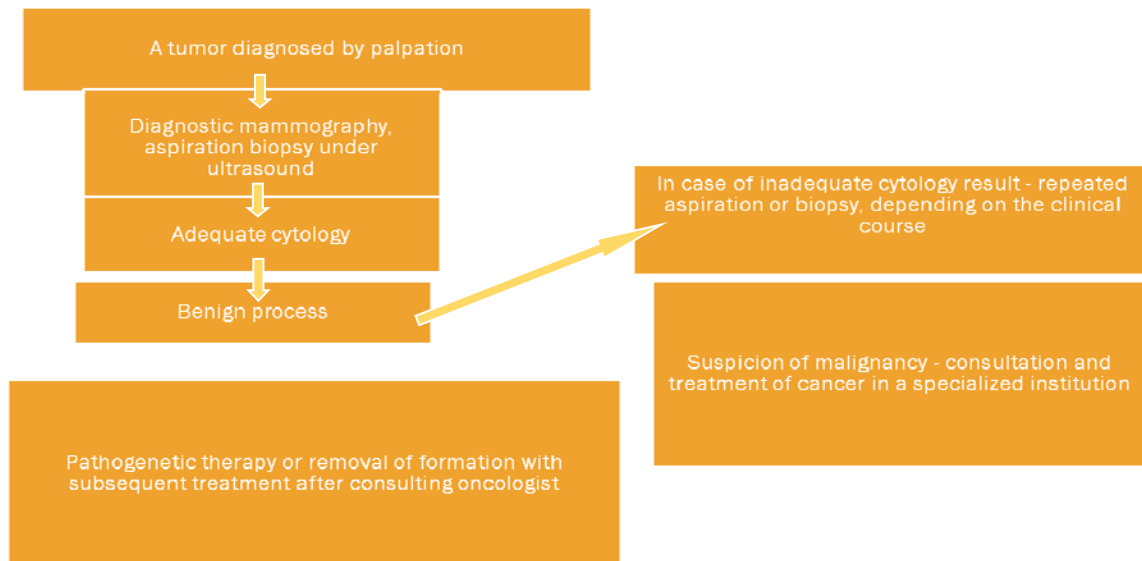 A tumor diagnosed by palpation
Diagnostic mammography,
aspiration biopsy under
ultrasound
Adequate cytology
Benign process
In case of inadequate cytology result - repeated
aspiration or biopsy, depending on the clinical
course
Suspicion of malignancy - consultation and
treatment of cancer in a specialized institution
Pathogenetic therapy or removal of formation with
subsequent treatment after consulting oncologist